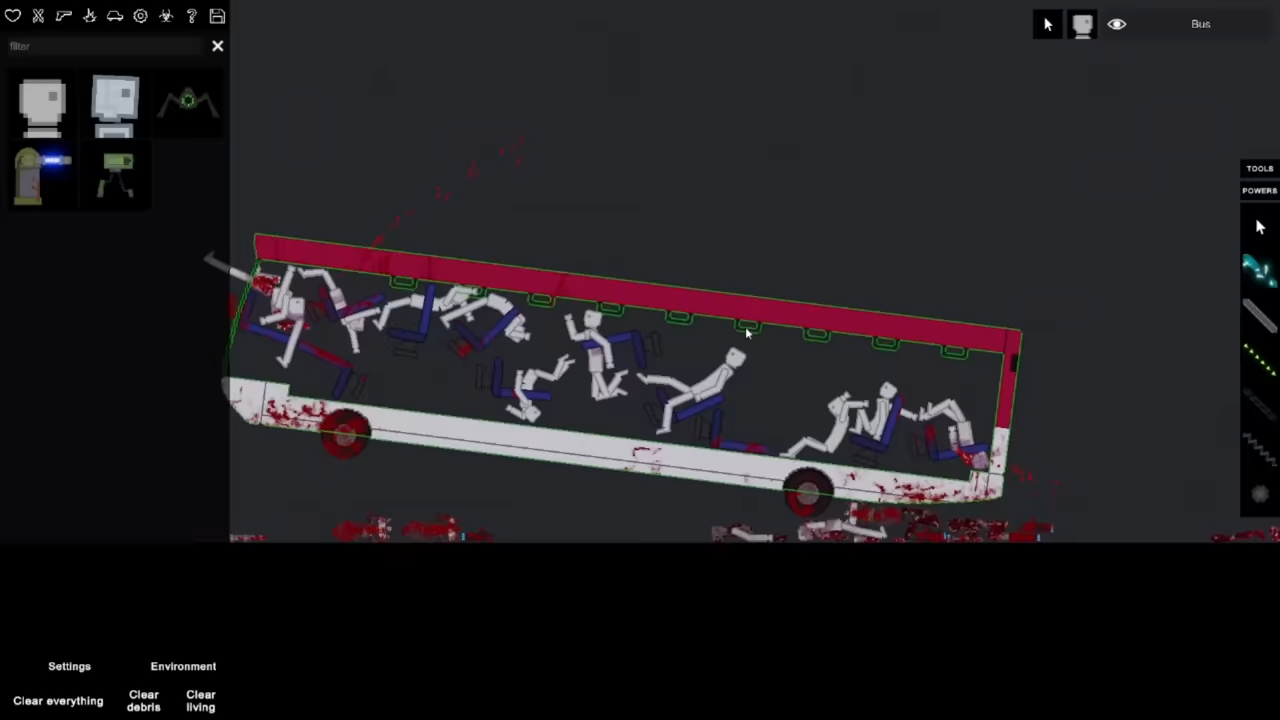 filter
Bus
TOOLS
POWERS
Settings
Environment
Clear everything
Clear
debris
Clear
living